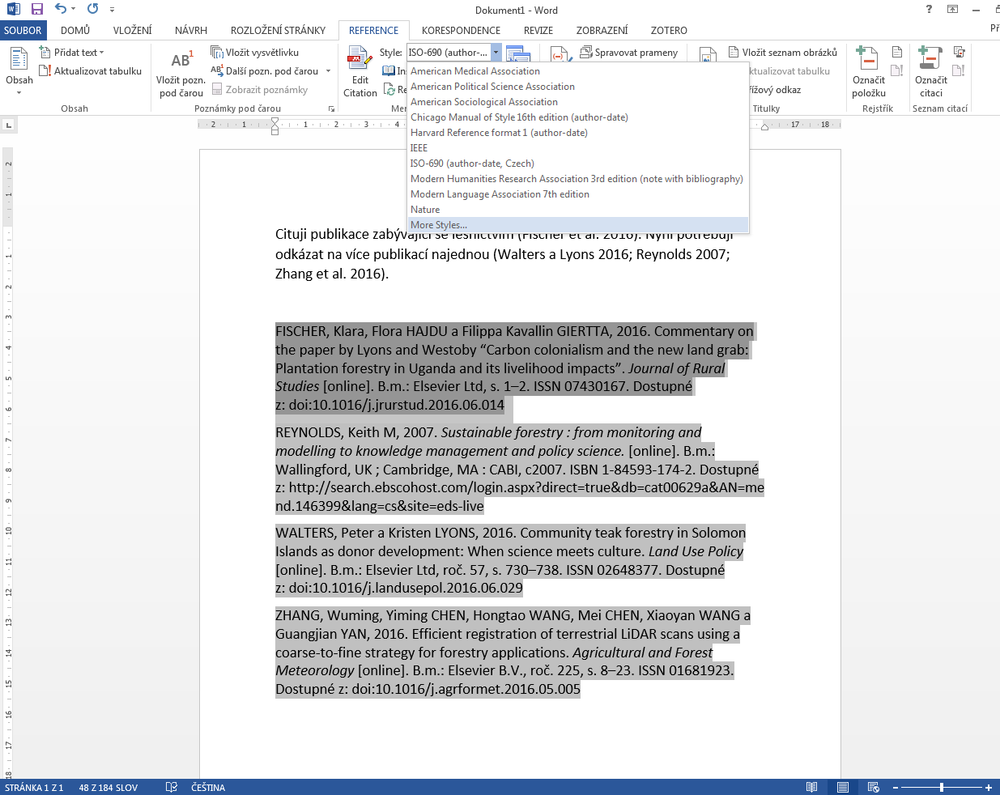 Dokument1 - Word
?
SOUBOR DOMŮ VLOŽENÍ NÁVRH ROZLOŽENÍ STRÁNKY REFERENCE KORESPONDENCE REVIZE ZOBRAZENÍ ZOTERO Př
Obsah
Přidat text
Aktualizovat tabulku
Obsah
AB1
Vložit pozn.
pod čarou
Vložit vysvětlivku
Další pozn. pod čarou
Zobrazit poznámky
Poznámky pod čarou
Edit
Citation
Style: ISO-690 (author-...
Spravovat prameny
Vložit seznam obrázků
Titulky
Označit
položku
Rejstřík
Označit
citaci
Seznam citací
American Medical Association
American Political Science Association
American Sociological Association
Chicago Manual of Style 16th edition (author-date)
Harvard Reference format 1 (author-date)
IEEE
ISO-690 (author-date, Czech)
Modern Humanities Research Association 3rd edition (note with bibliography)
Modern Language Association 7th edition
Nature
More Styles...
2 1 1 2 3 4 17 18
Cituji publikace zabývající se lesnictvím (Fischer et al. 2016). Nyní potřebuji
odkázat na více publikací najednou (Walters a Lyons 2016; Reynolds 2007;
Zhang et al. 2016).
FISCHER, Klara, Flora HAJDU a Filippa Kavallin GIERTTA, 2016. Commentary on
the paper by Lyons and Westoby “Carbon colonialism and the new land grab:
Plantation forestry in Uganda and its livelihood impacts”. Journal of Rural
Studies [online]. B.m.: Elsevier Ltd, s. 1–2. ISSN 07430167. Dostupné
z: doi:10.1016/j.jrurstud.2016.06.014
REYNOLDS, Keith M, 2007. Sustainable forestry : from monitoring and
modelling to knowledge management and policy science. [online]. B.m.:
Wallingford, UK ; Cambridge, MA : CABI, c2007. ISBN 1-84593-174-2. Dostupné
z: http://search.ebscohost.com/login.aspx?direct=true&db=cat00629a&AN=me
nd.146399&lang=cs&site=eds-live
WALTERS, Peter a Kristen LYONS, 2016. Community teak forestry in Solomon
Islands as donor development: When science meets culture. Land Use Policy
[online]. B.m.: Elsevier Ltd, roč. 57, s. 730–738. ISSN 02648377. Dostupné
z: doi:10.1016/j.landusepol.2016.06.029
ZHANG, Wuming, Yiming CHEN, Hongtao WANG, Mei CHEN, Xiaoyan WANG a
Guangjian YAN, 2016. Efficient registration of terrestrial LiDAR scans using a
coarse-to-fine strategy for forestry applications. Agricultural and Forest
Meteorology [online]. B.m.: Elsevier B.V., roč. 225, s. 8–23. ISSN 01681923.
Dostupné z: doi:10.1016/j.agrformet.2016.05.005
STRÁNKA 1 Z 1 48 Z 184 SLOV ČEŠTINA